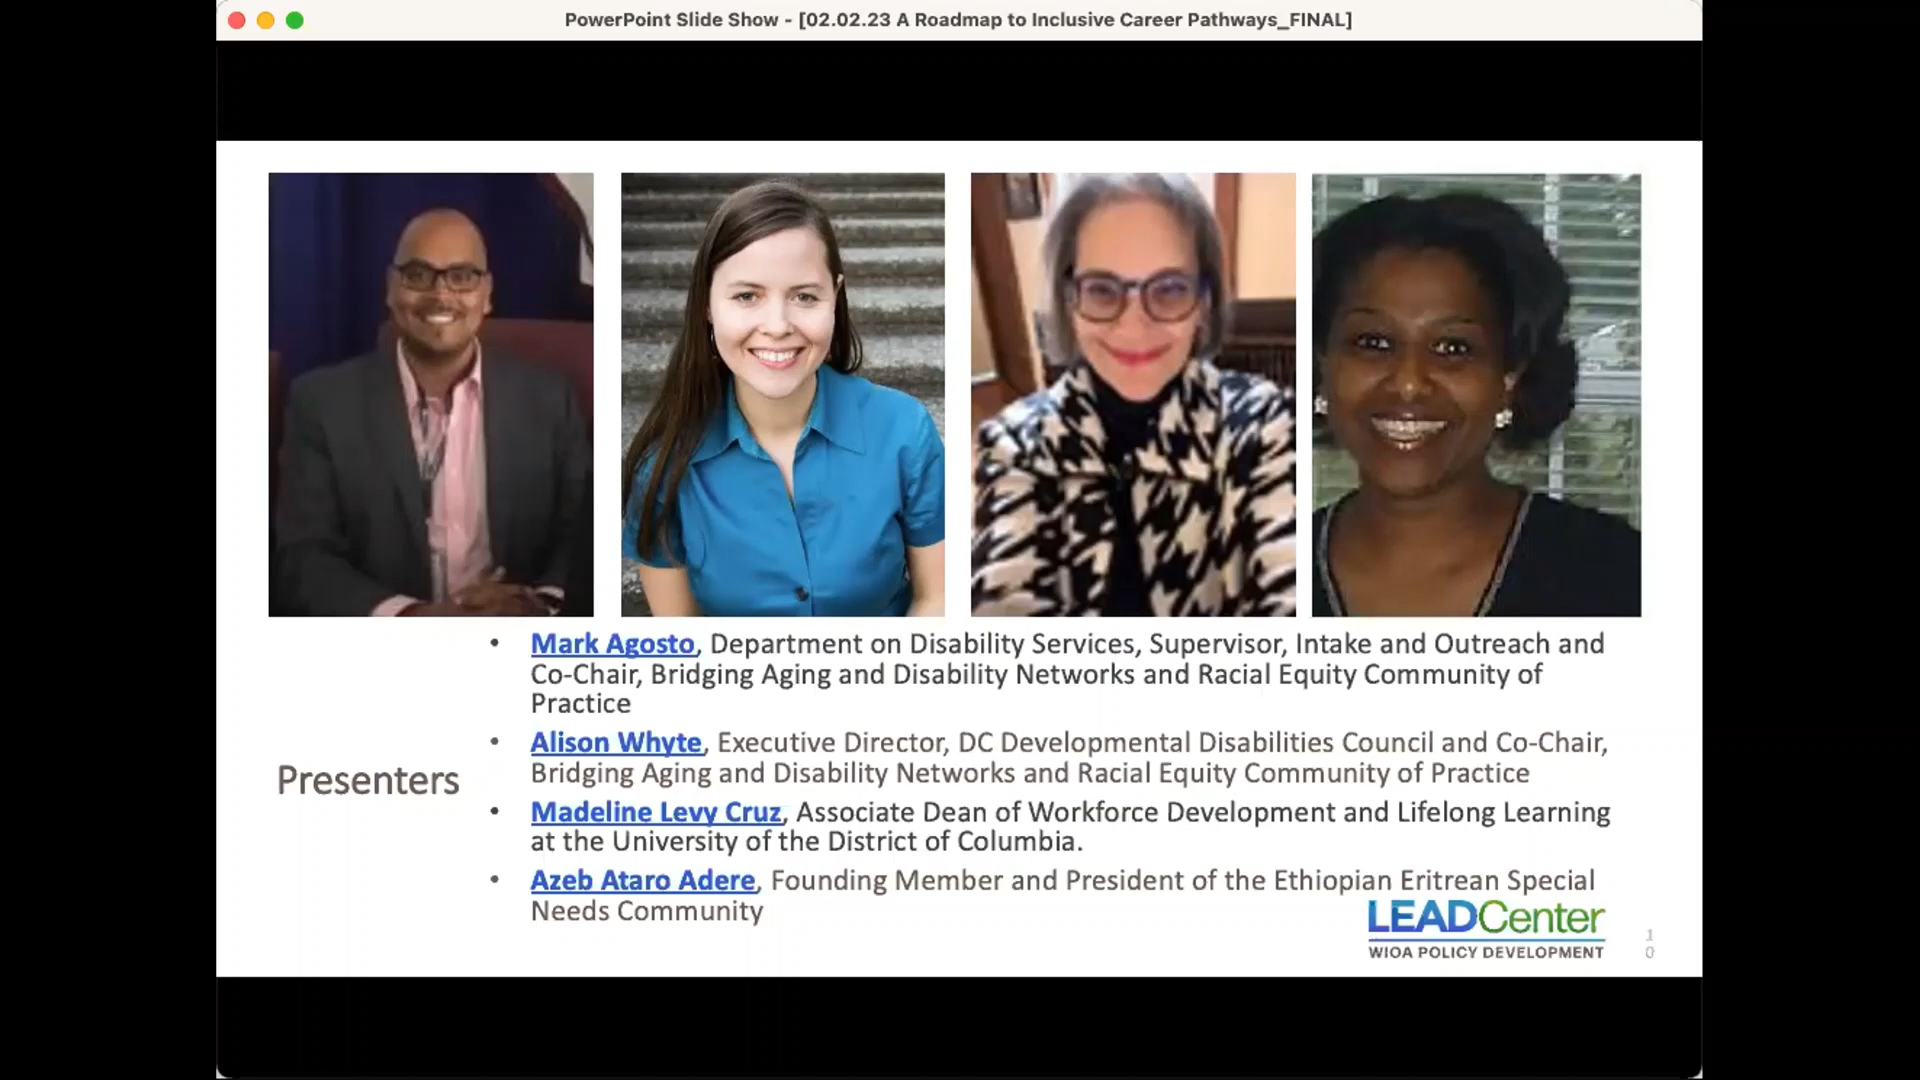 PowerPoint Slide Show - [02.02.23 A Roadmap to Inclusive Career Pathways_FINAL]
Presenters
• Mark Agosto, Department on Disability Services, Supervisor, Intake and Outreach and
Co-Chair, Bridging Aging and Disability Networks and Racial Equity Community of
Practice
• Alison Whyte, Executive Director, DC Developmental Disabilities Council and Co-Chair,
Bridging Aging and Disability Networks and Racial Equity Community of Practice
• Madeline Levy Cruz, Associate Dean of Workforce Development and Lifelong Learning
at the University of the District of Columbia.
• Azeb Ataro Adere, Founding Member and President of the Ethiopian Eritrean Special
Needs Community
LEADCenter
WIOA POLICY DEVELOPMENT
1
0